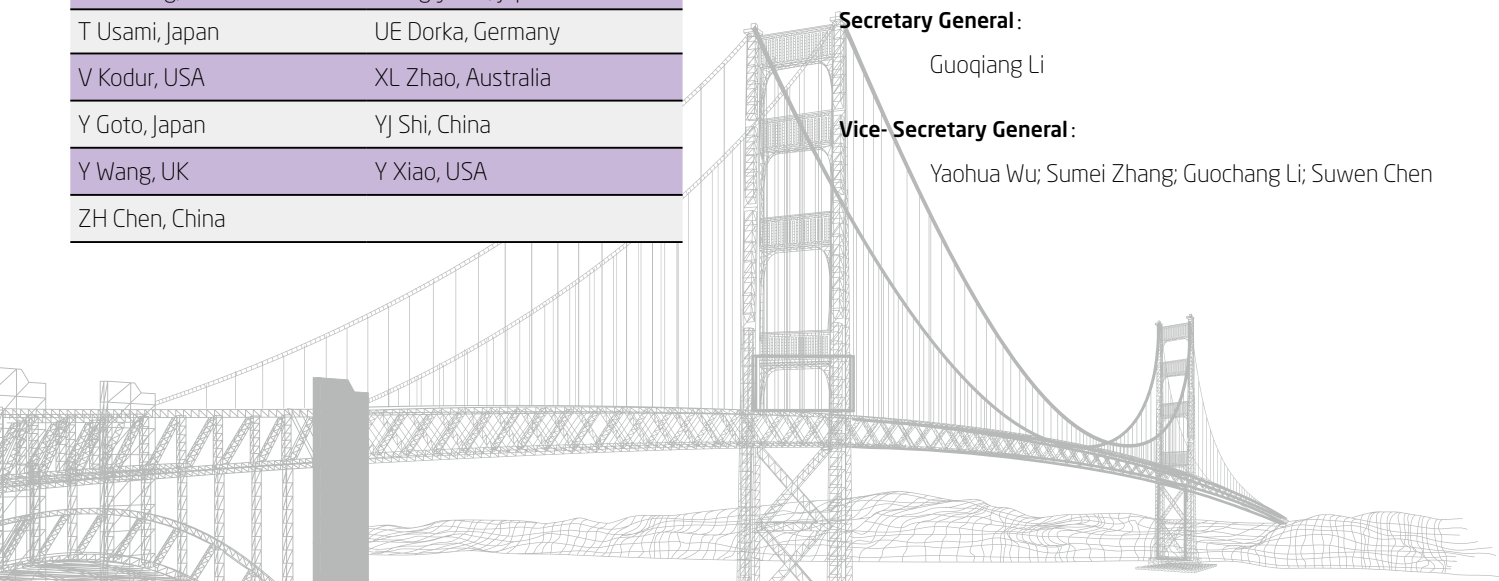 T Usami, Japan UE Dorka, Germany
V Kodur, USA XL Zhao, Australia
Y Goto, Japan YJ Shi, China
Y Wang, UK Y Xiao, USA
ZH Chen, China
Secretary General:
Guoqiang Li
Vice- Secretary General:
Yaohua Wu; Sumei Zhang; Guochang Li; Suwen Chen